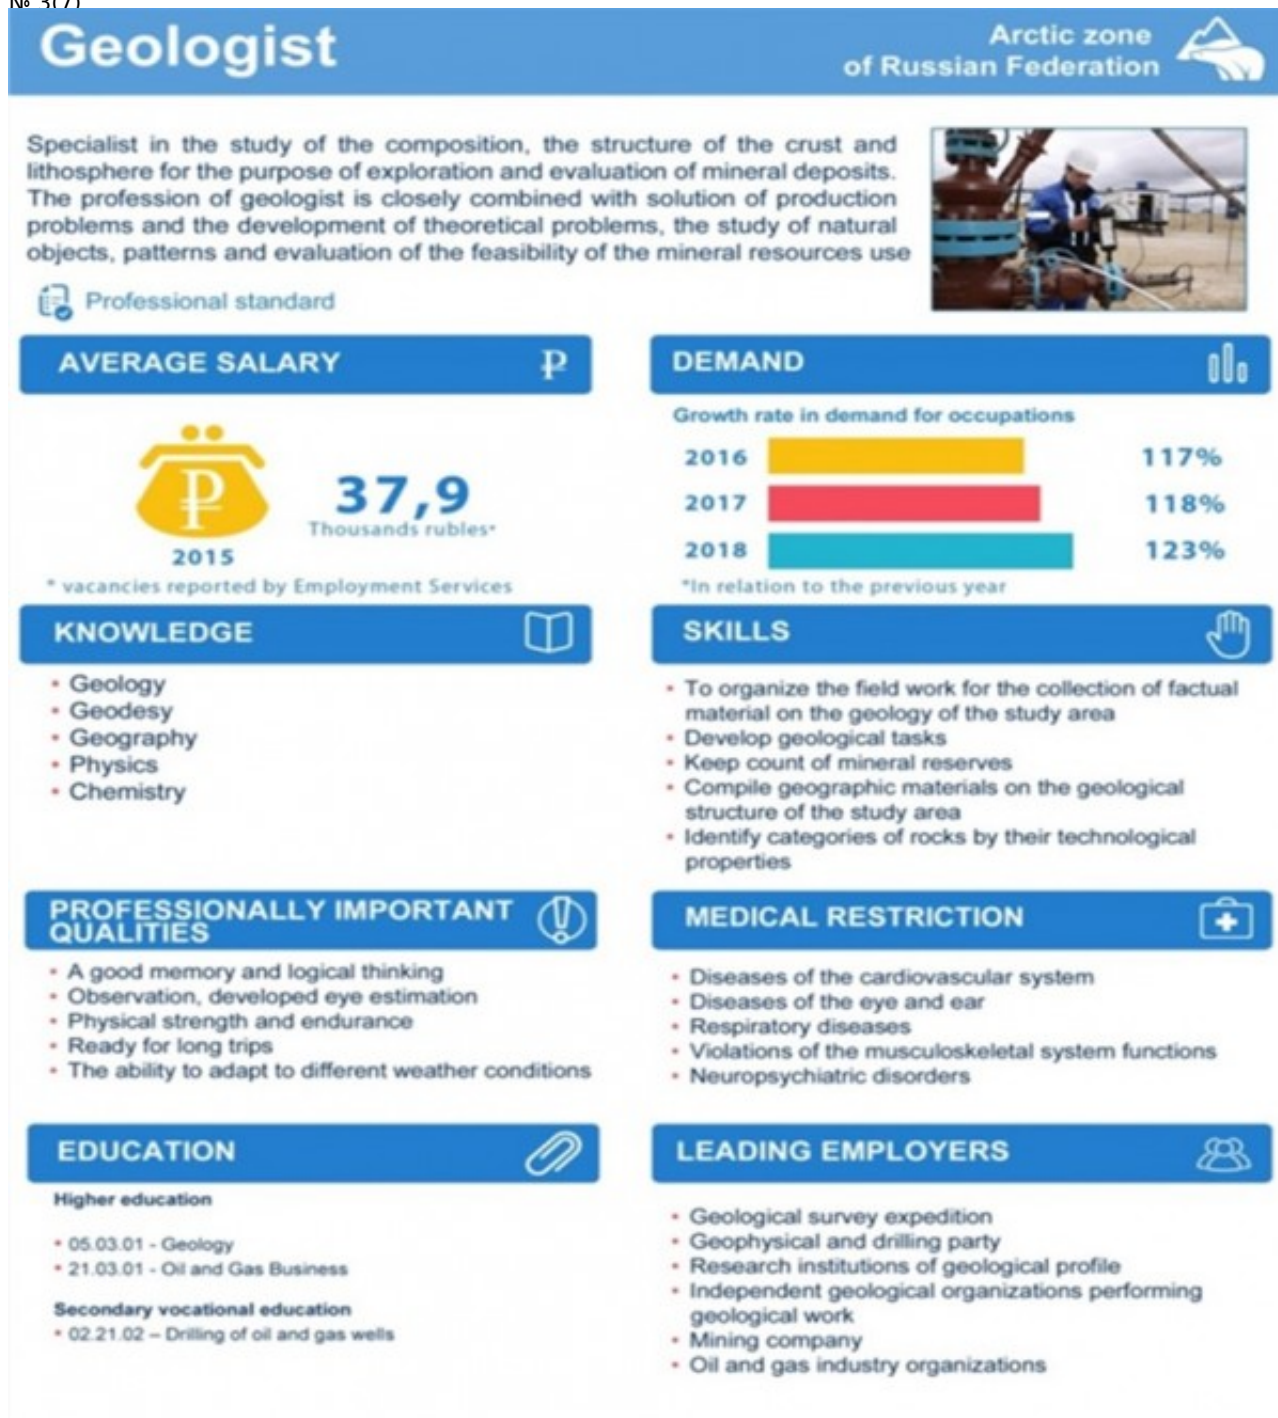 № 3(7)
Geologist
Arctic zone
of Russian Federation
Specialist in the study of the composition, the structure of the crust and
lithosphere for the purpose of exploration and evaluation of mineral deposits.
The profession of geologist is closely combined with solution of production
problems and the development of theoretical problems, the study of natural
objects, patterns and evaluation of the feasibility of the mineral resources use
Professional standard
AVERAGE SALARY
37,9
Thousands rubles*
2015
* vacancies reported by Employment Services
DEMAND
Growth rate in demand for occupations
2016 117%
2017 118%
2018 123%
*In relation to the previous year
KNOWLEDGE
• Geology
• Geodesy
• Geography
• Physics
• Chemistry
SKILLS
• To organize the field work for the collection of factual
material on the geology of the study area
• Develop geological tasks
• Keep count of mineral reserves
• Compile geographic materials on the geological
structure of the study area
• Identify categories of rocks by their technological
properties
PROFESSIONALLY IMPORTANT
QUALITIES
• A good memory and logical thinking
• Observation, developed eye estimation
• Physical strength and endurance
• Ready for long trips
• The ability to adapt to different weather conditions
MEDICAL RESTRICTION
• Diseases of the cardiovascular system
• Diseases of the eye and ear
• Respiratory diseases
• Violations of the musculoskeletal system functions
• Neuropsychiatric disorders
EDUCATION
Higher education
• 05.03.01 - Geology
• 21.03.01 - Oil and Gas Business
Secondary vocational education
• 02.21.02 – Drilling of oil and gas wells
LEADING EMPLOYERS
• Geological survey expedition
• Geophysical and drilling party
• Research institutions of geological profile
• Independent geological organizations performing
geological work
• Mining company
• Oil and gas industry organizations